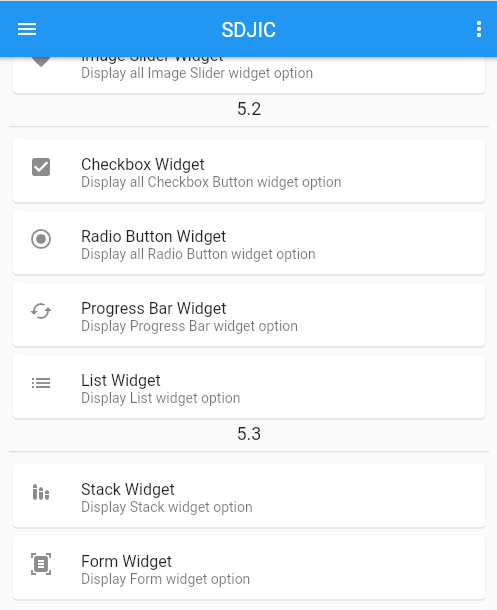 SDJIC
Image Slider Widget
Display all Image Slider widget option
5.2
Checkbox Widget
Display all Checkbox Button widget option
Radio Button Widget
Display all Radio Button widget option
Progress Bar Widget
Display Progress Bar widget option
List Widget
Display List widget option
5.3
Stack Widget
Display Stack widget option
Form Widget
Display Form widget option